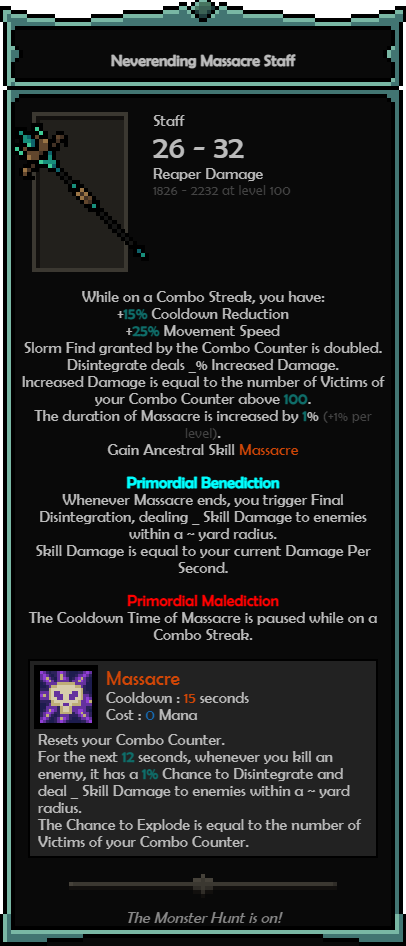 Neverending Massacre Staff
Staff
26 - 32
Reaper Damage
1826 - 2232 at level 100
While on a Combo Streak, you have:
+15% Cooldown Reduction
+25% Movement Speed
Slorm Find granted by the Combo Counter is doubled.
Disintegrate deals _% Increased Damage.
Increased Damage is equal to the number of Victims of
your Combo Counter above 100.
The duration of Massacre is increased by 1% (+1% per
level).
Gain Ancestral Skill Massacre
Primordial Benediction
Whenever Massacre ends, you trigger Final
Disintegration, dealing _ Skill Damage to enemies
within a ~ yard radius.
Skill Damage is equal to your current Damage Per
Second.
Primordial Malediction
The Cooldown Time of Massacre is paused while on a
Combo Streak.
Massacre
Cooldown : 15 seconds
Cost : 0 Mana
Resets your Combo Counter.
For the next 12 seconds, whenever you kill an
enemy, it has a 1% Chance to Disintegrate and
deal _ Skill Damage to enemies within a ~ yard
radius.
The Chance to Explode is equal to the number of
Victims of your Combo Counter.
The Monster Hunt is on!